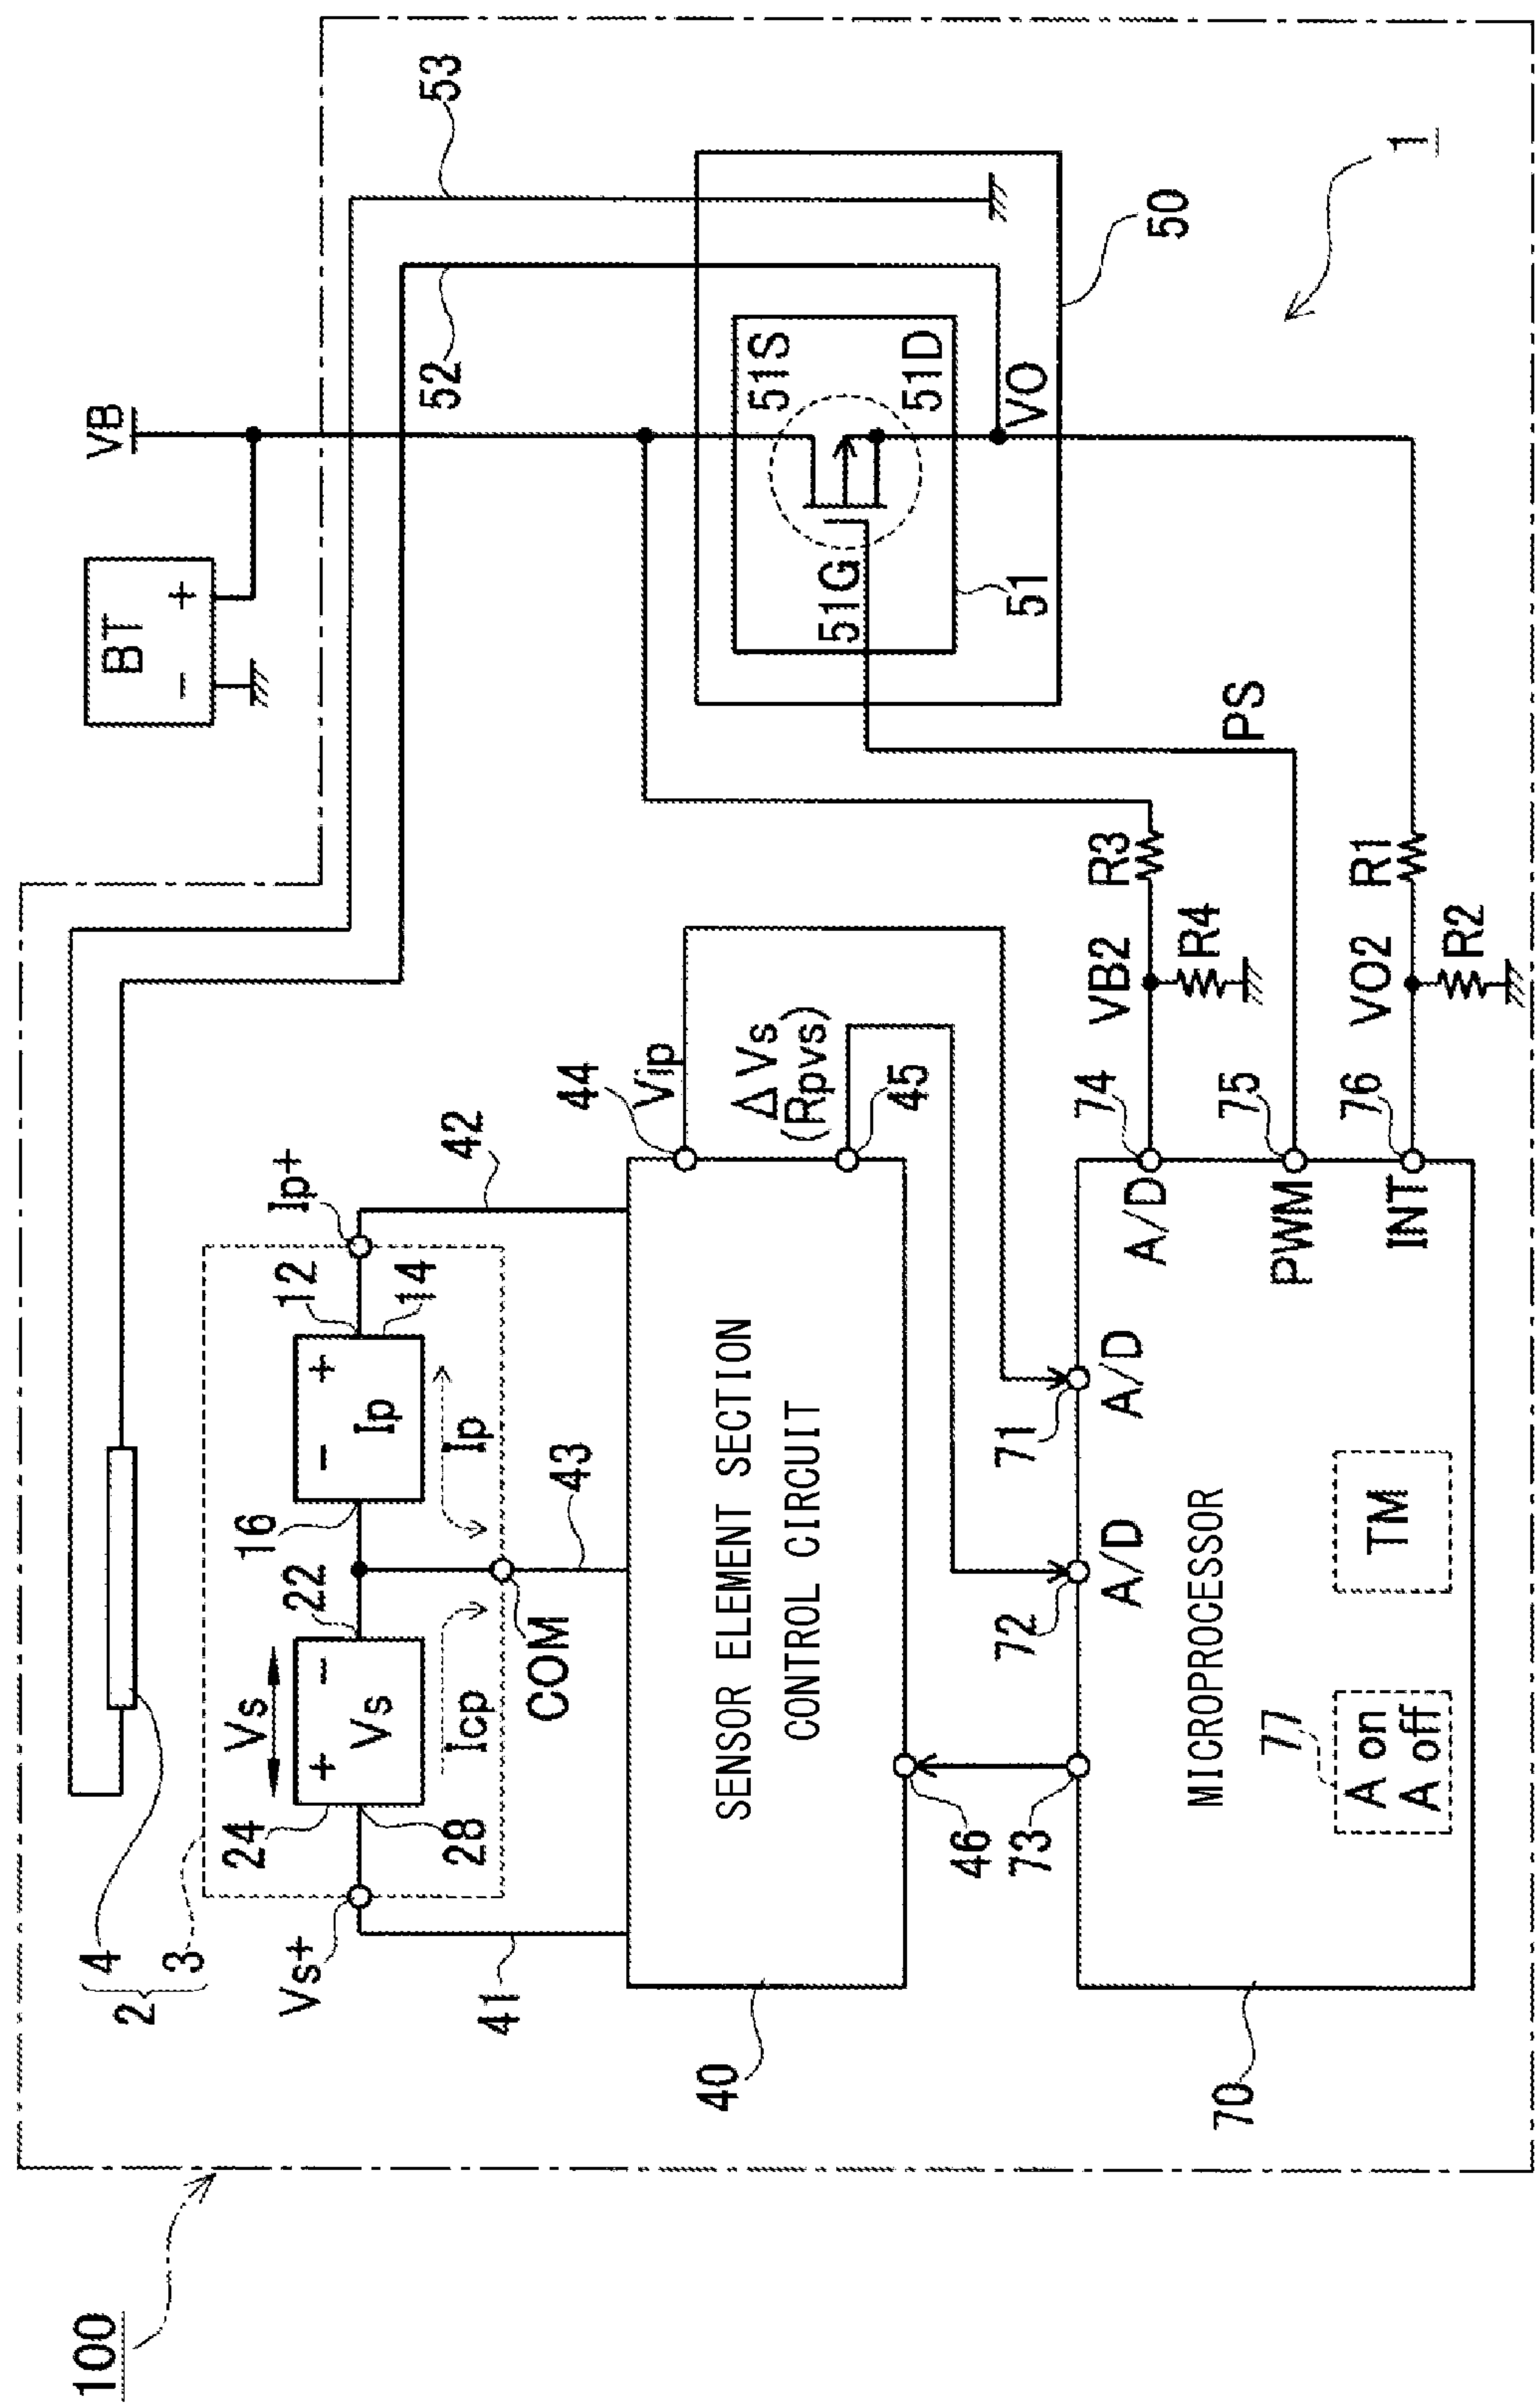 100
2
4
3
Vs+
41
24
28
Vs
+
-
Vs
Icp
22
16
COM
43
-
+
Ip
Ip
12
14
Ip+
42
40
SENSOR ELEMENT SECTION
CONTROL CIRCUIT
44
Vip
ΔVs
(Rpvs)
45
46
73
72
71
A/D
A/D
70
MICROPROCESSOR
77
A on
A off
TM
A/D
PWM
INT
74
75
76
VB2
R3
R4
VO2
R1
R2
PS
BT
-
+
VB
52
53
51S
51G
51D
51
VO
50
1